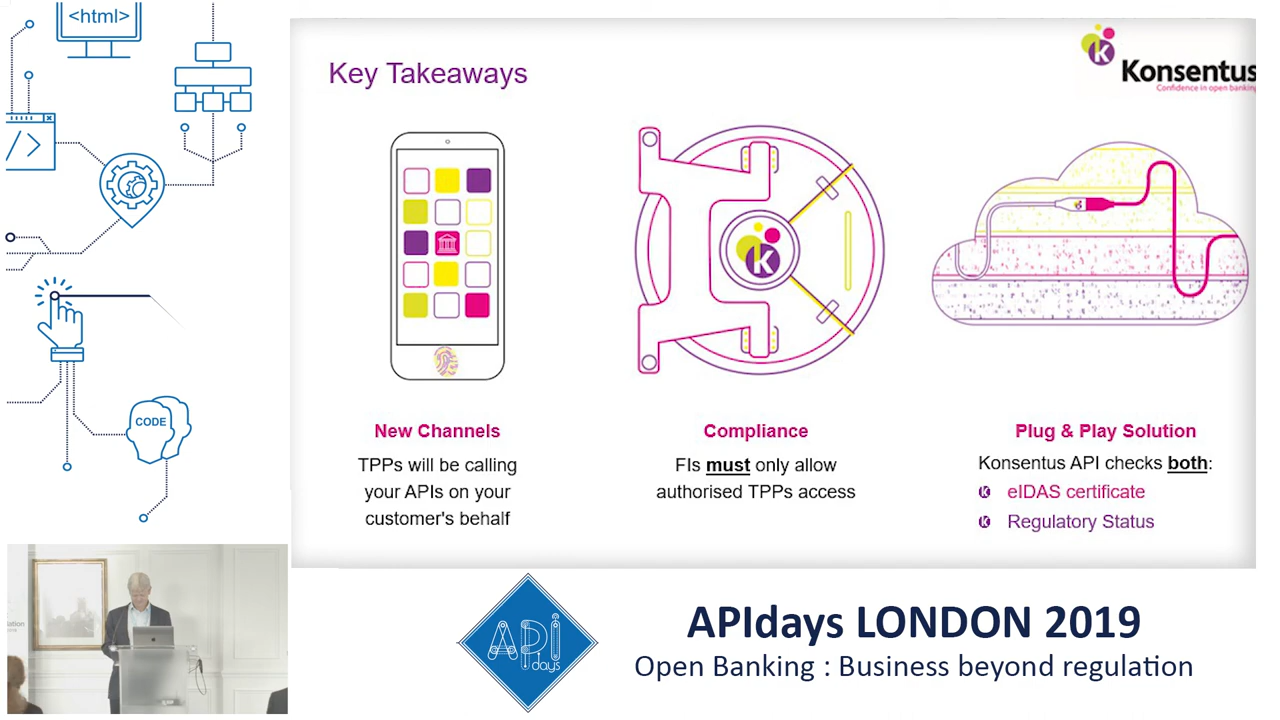 <html>
</>
CODE
Key Takeaways
Konsentus
Confidence in open banking
New Channels
TPPs will be calling
your APIs on your
customer's behalf
Compliance
FIs must only allow
authorised TPPs access
Plug & Play Solution
Konsentus API checks both:
eIDAS certificate
Regulatory Status
API
days
APIdays LONDON 2019
Open Banking : Business beyond regulation